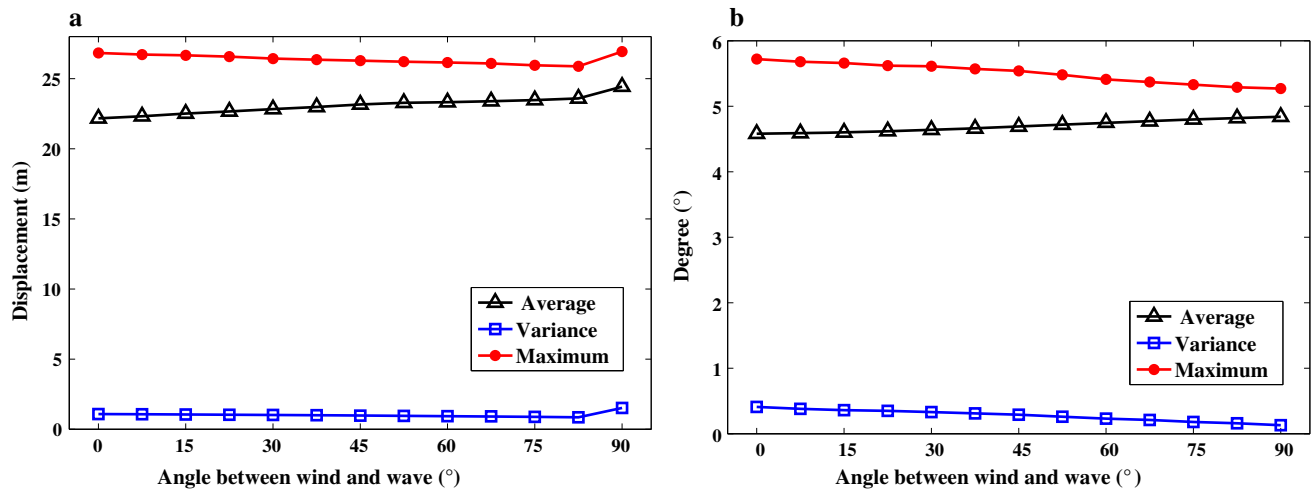 a
Displacement (m)
25
20
15
10
5
0
0 15 30 45 60 75 90
Angle between wind and wave (°)
Average
Variance
Maximum
b
Degree (°)
6
5
4
3
2
1
0
0 15 30 45 60 75 90
Angle between wind and wave (°)
Average
Variance
Maximum